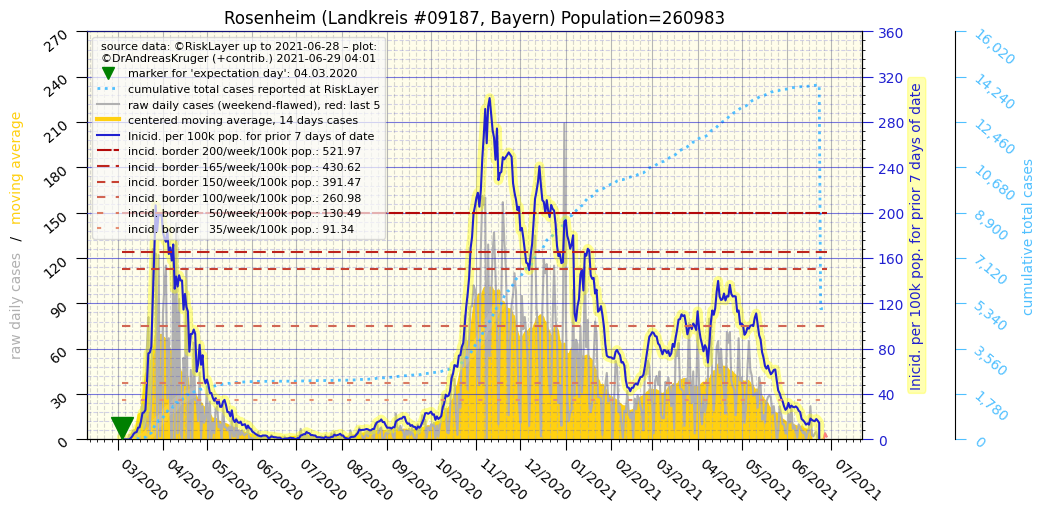 Rosenheim (Landkreis #09187, Bayern) Population=260983
source data: ©RiskLayer up to 2021-06-28 – plot:
©DrAndreasKruger (+contrib.) 2021-06-29 04:01
marker for 'expectation day': 04.03.2020
cumulative total cases reported at RiskLayer
raw daily cases (weekend-flawed), red: last 5
centered moving average, 14 days cases
Inicid. per 100k pop. for prior 7 days of date
incid. border 200/week/100k pop.: 521.97
incid. border 165/week/100k pop.: 430.62
incid. border 150/week/100k pop.: 391.47
incid. border 100/week/100k pop.: 260.98
incid. border   50/week/100k pop.: 130.49
incid. border   35/week/100k pop.: 91.34
raw daily cases / moving average
270
240
210
180
150
120
90
60
30
0
03/2020
04/2020
05/2020
06/2020
07/2020
08/2020
09/2020
10/2020
11/2020
12/2020
01/2021
02/2021
03/2021
04/2021
05/2021
06/2021
07/2021
360
320
280
240
200
160
120
80
40
0
Inicid. per 100k pop. for prior 7 days of date
16,020
14,240
12,460
10,680
8,900
7,120
5,340
3,560
1,780
0
cumulative total cases